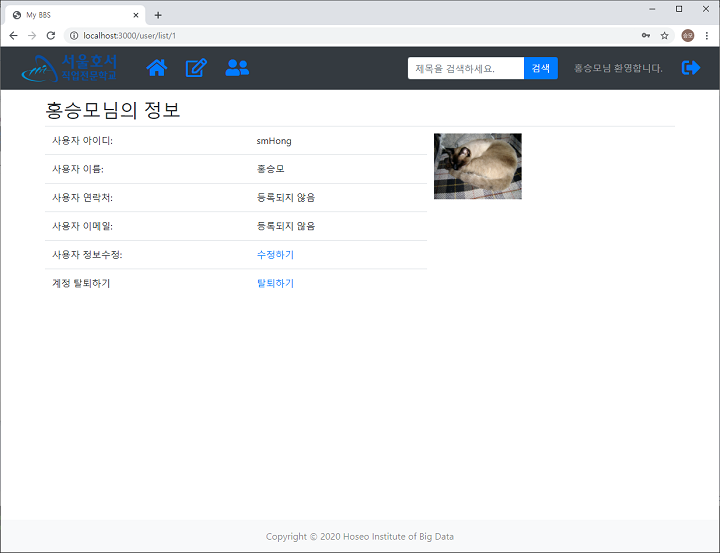 My BBS
localhost:3000/user/list/1
승모
서울호서
직업전문학교
제목을 검색하세요.
검색
홍승모님 환영합니다.
홍승모님의 정보
사용자 아이디: smHong
사용자 이름: 홍승모
사용자 연락처: 등록되지 않음
사용자 이메일: 등록되지 않음
사용자 정보수정: 수정하기
계정 탈퇴하기 탈퇴하기
Copyright © 2020 Hoseo Institute of Big Data